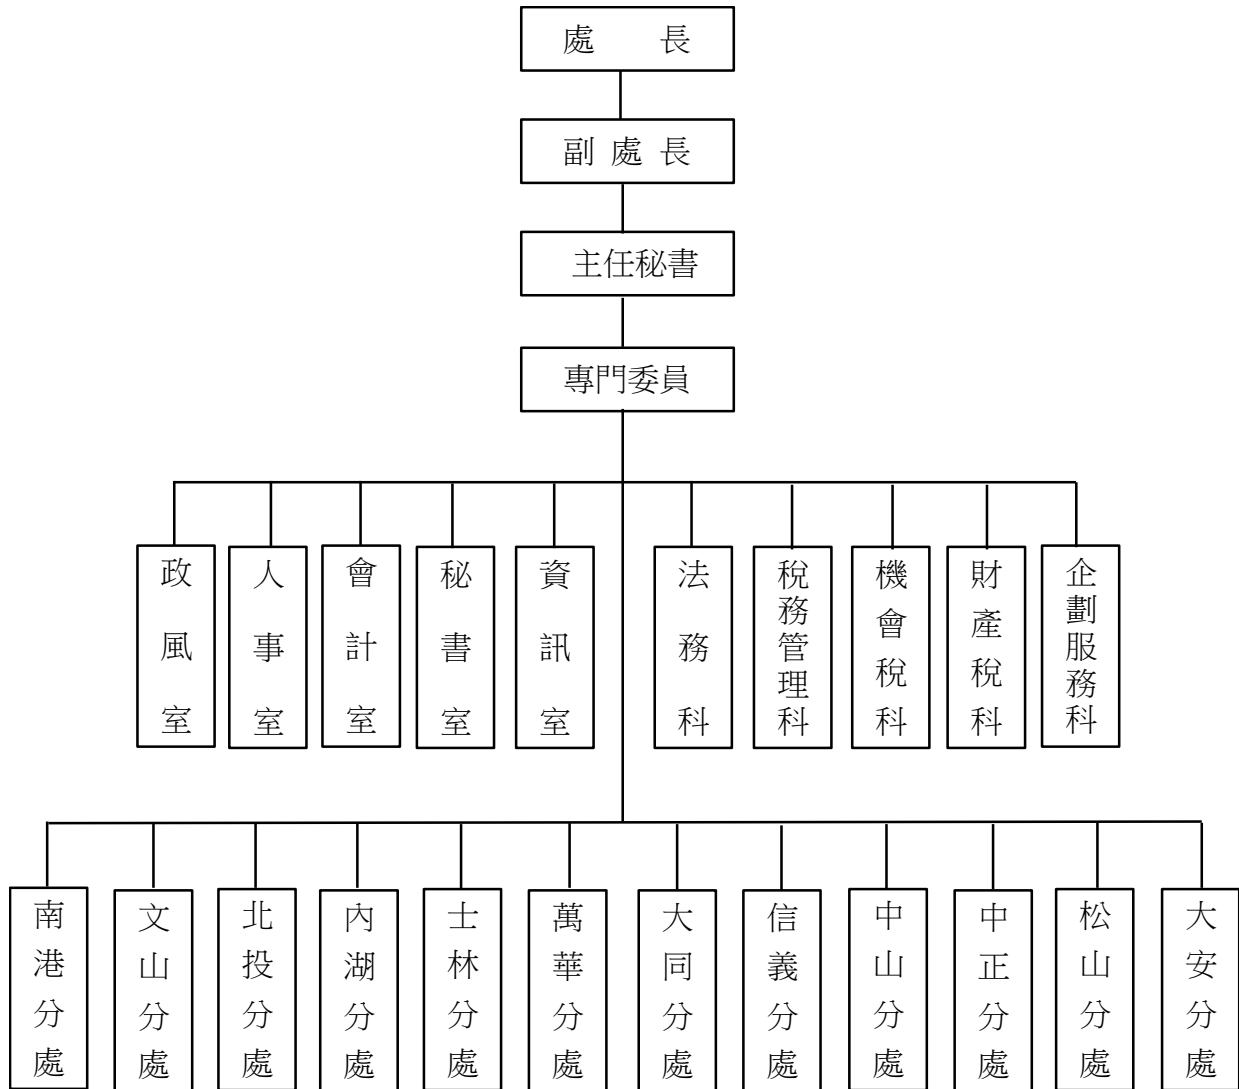 處長
副處長
主任秘書
專門委員
政風室
人事室
會計室
秘書室
資訊室
法務科
稅務管理科
機會稅科
財產稅科
企劃服務科
南港分處
文山分處
北投分處
內湖分處
士林分處
萬華分處
大同分處
信義分處
中山分處
中正分處
松山分處
大安分處